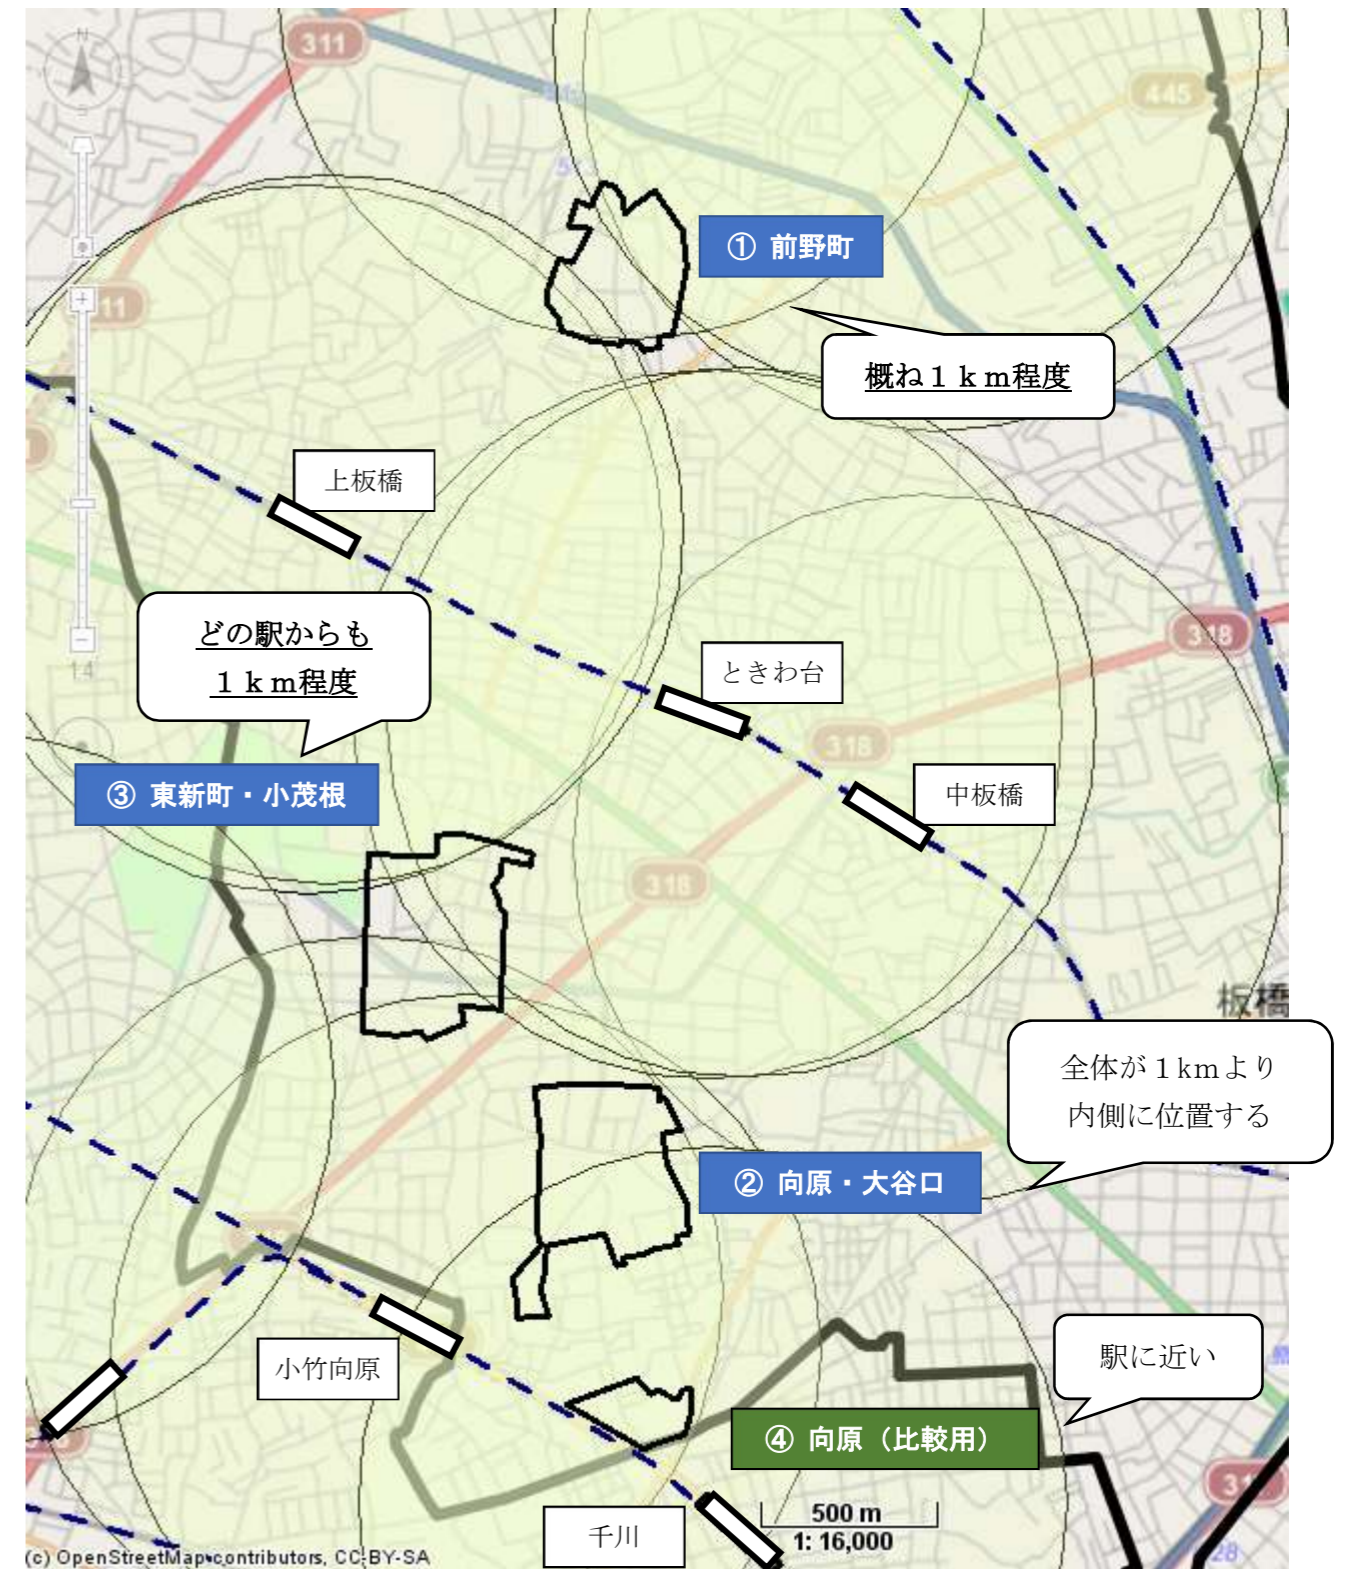 311
445
N
S
① 前野町
311
概ね１ｋｍ程度
上板橋
どの駅からも
１ｋｍ程度
318
14
ときわ台
318
③ 東新町・小茂根
中板橋
318
板橋
全体が１kmより
内側に位置する
② 向原・大谷口
駅に近い
小竹向原
④ 向原（比較用）
500 m
1: 16,000
千川
28
(c) OpenStreetMap contributors, CC-BY-SA